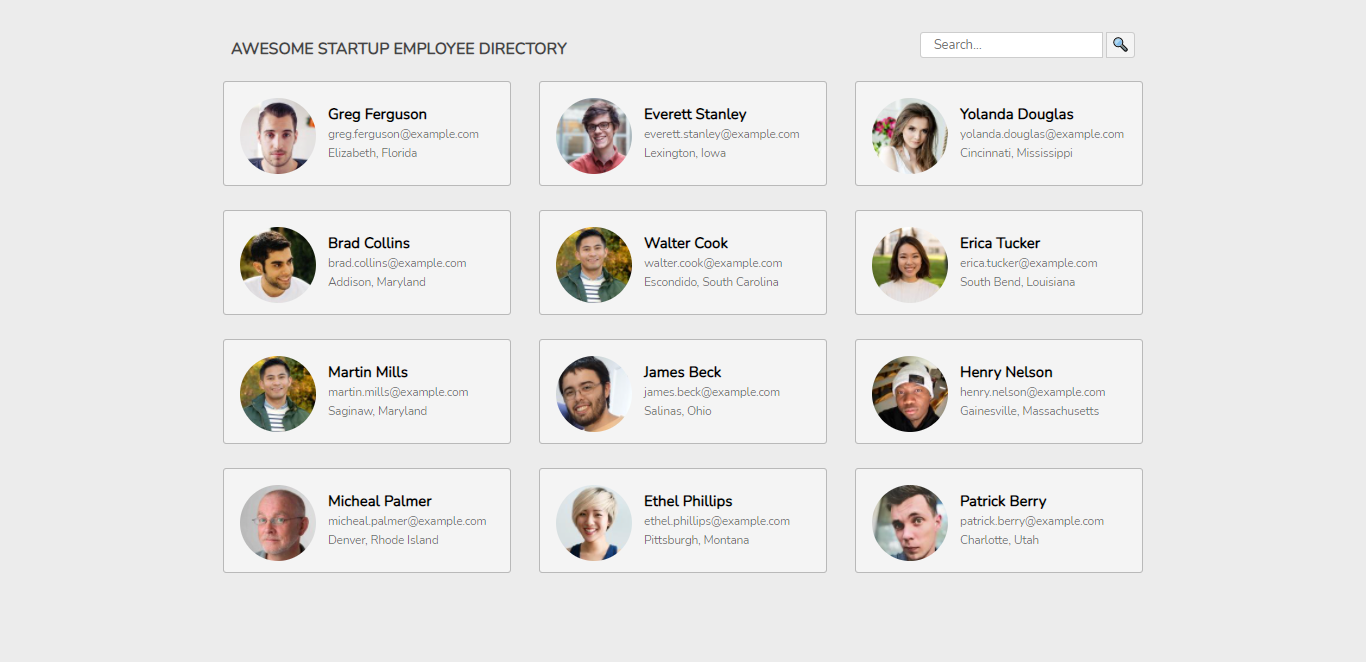 AWESOME STARTUP EMPLOYEE DIRECTORY
Search...
Greg Ferguson
greg.ferguson@example.com
Elizabeth, Florida
Everett Stanley
everett.stanley@example.com
Lexington, Iowa
Yolanda Douglas
yolanda.douglas@example.com
Cincinnati, Mississippi
Brad Collins
brad.collins@example.com
Addison, Maryland
Walter Cook
walter.cook@example.com
Escondido, South Carolina
Erica Tucker
erica.tucker@example.com
South Bend, Louisiana
Martin Mills
martin.mills@example.com
Saginaw, Maryland
James Beck
james.beck@example.com
Salinas, Ohio
Henry Nelson
henry.nelson@example.com
Gainesville, Massachusetts
Micheal Palmer
micheal.palmer@example.com
Denver, Rhode Island
Ethel Phillips
ethel.phillips@example.com
Pittsburgh, Montana
Patrick Berry
patrick.berry@example.com
Charlotte, Utah